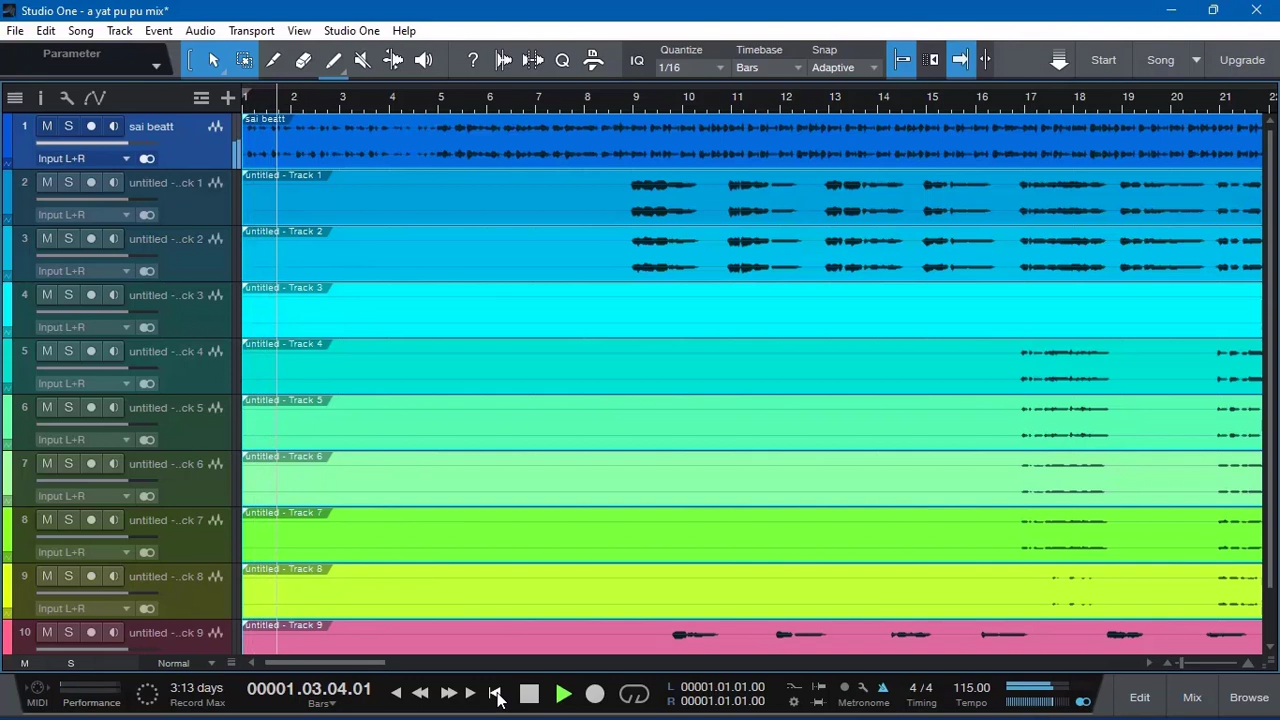 Studio One - a yat pu pu mix*
File Edit Song Track Event Audio Transport View Studio One Help
Parameter
? IQ
Quantize
1/16
Timebase
Bars
Snap
Adaptive
Start Song Upgrade
1 2 3 4 5 6 7 8 9 10 11 12 13 14 15 16 17 18 19 20 21 22
1 M S sai beatt
Input L+R
sai beatt
2 M S untitled -..ck 1
Input L+R
untitled - Track 1
3 M S untitled -..ck 2
Input L+R
untitled - Track 2
4 M S untitled -..ck 3
Input L+R
untitled - Track 3
5 M S untitled -..ck 4
Input L+R
untitled - Track 4
6 M S untitled -..ck 5
Input L+R
untitled - Track 5
7 M S untitled -..ck 6
Input L+R
untitled - Track 6
8 M S untitled -..ck 7
Input L+R
untitled - Track 7
9 M S untitled -..ck 8
Input L+R
untitled - Track 8
10 M S untitled -..ck 9
untitled - Track 9
M S Normal
MIDI
Performance
3:13 days
Record Max
00001.03.04.01
Bars
L 00001.01.01.00
R 00001.01.01.00
Metronome
4 / 4
Timing
115.00
Tempo
Edit Mix Browse